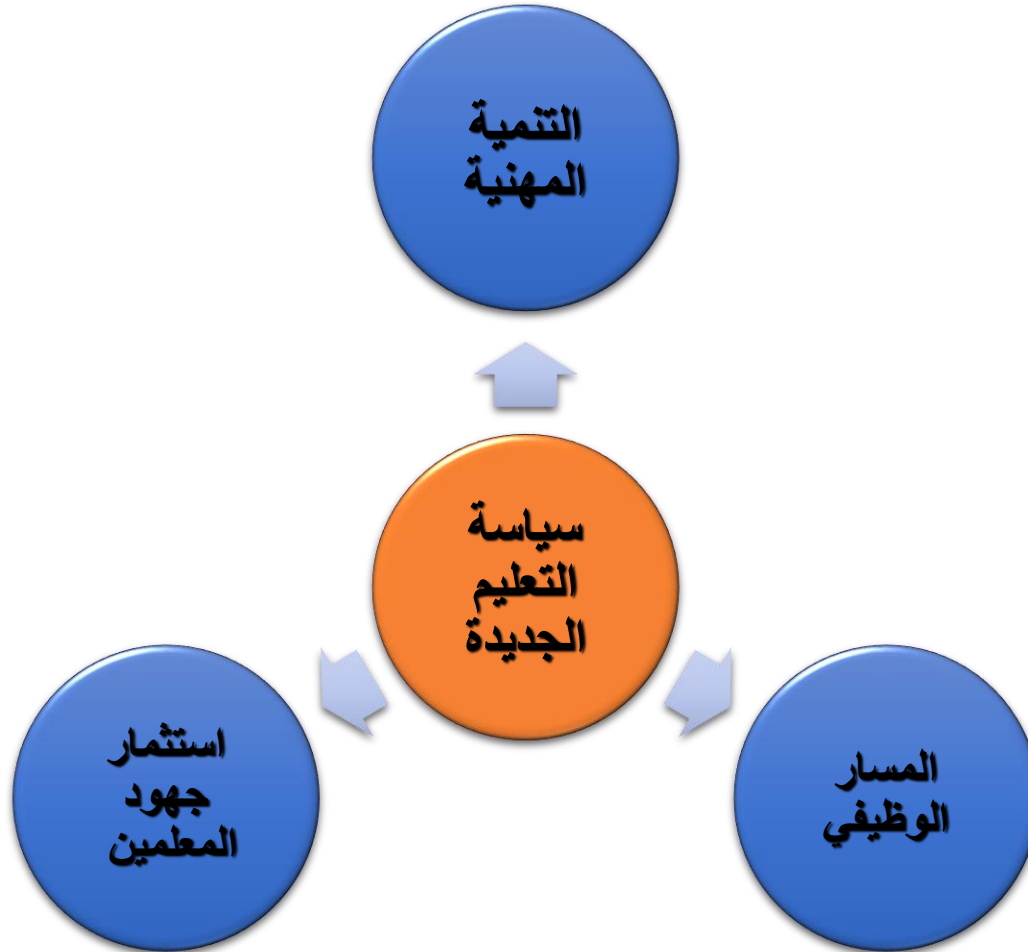 التنمية
المهنية
سياسة
التعليم
الجديدة
المسار
الوظيفي
استثمار
جهود
المعلمين